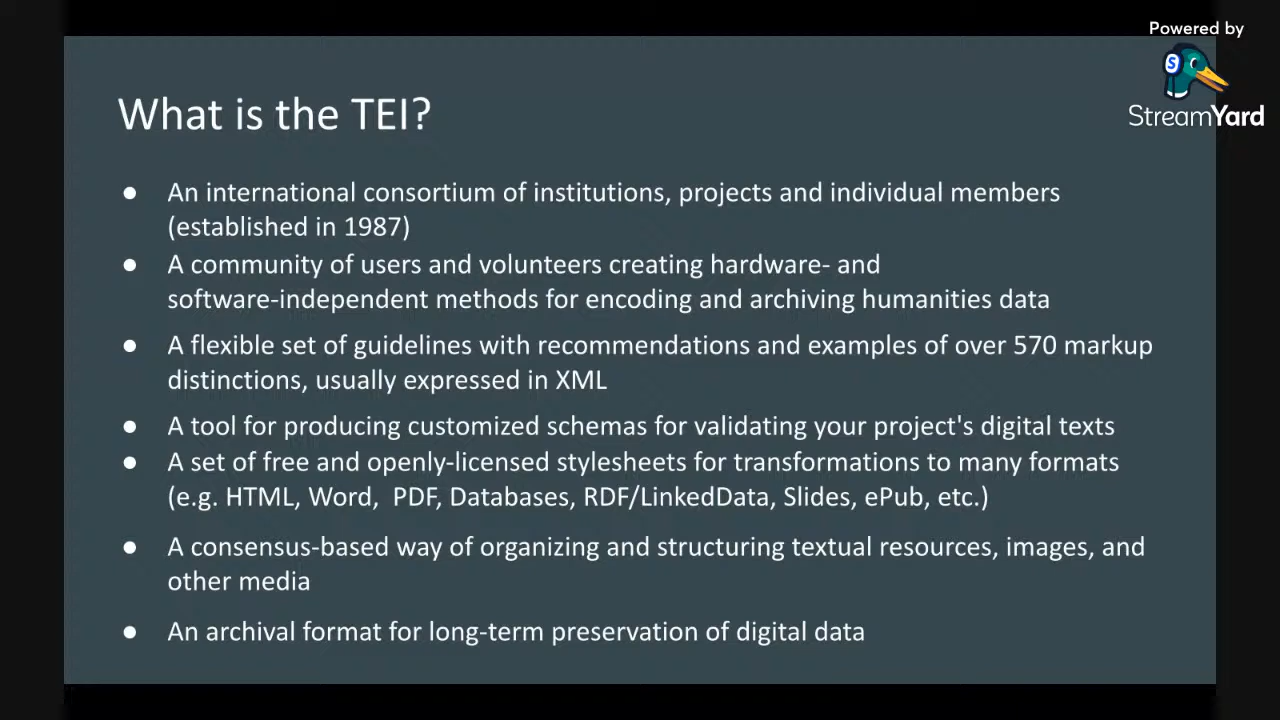 Powered by
S
StreamYard
What is the TEI?
● An international consortium of institutions, projects and individual members
(established in 1987)
● A community of users and volunteers creating hardware- and
software-independent methods for encoding and archiving humanities data
● A flexible set of guidelines with recommendations and examples of over 570 markup
distinctions, usually expressed in XML
● A tool for producing customized schemas for validating your project's digital texts
● A set of free and openly-licensed stylesheets for transformations to many formats
(e.g. HTML, Word,  PDF, Databases, RDF/LinkedData, Slides, ePub, etc.)
● A consensus-based way of organizing and structuring textual resources, images, and
other media
● An archival format for long-term preservation of digital data